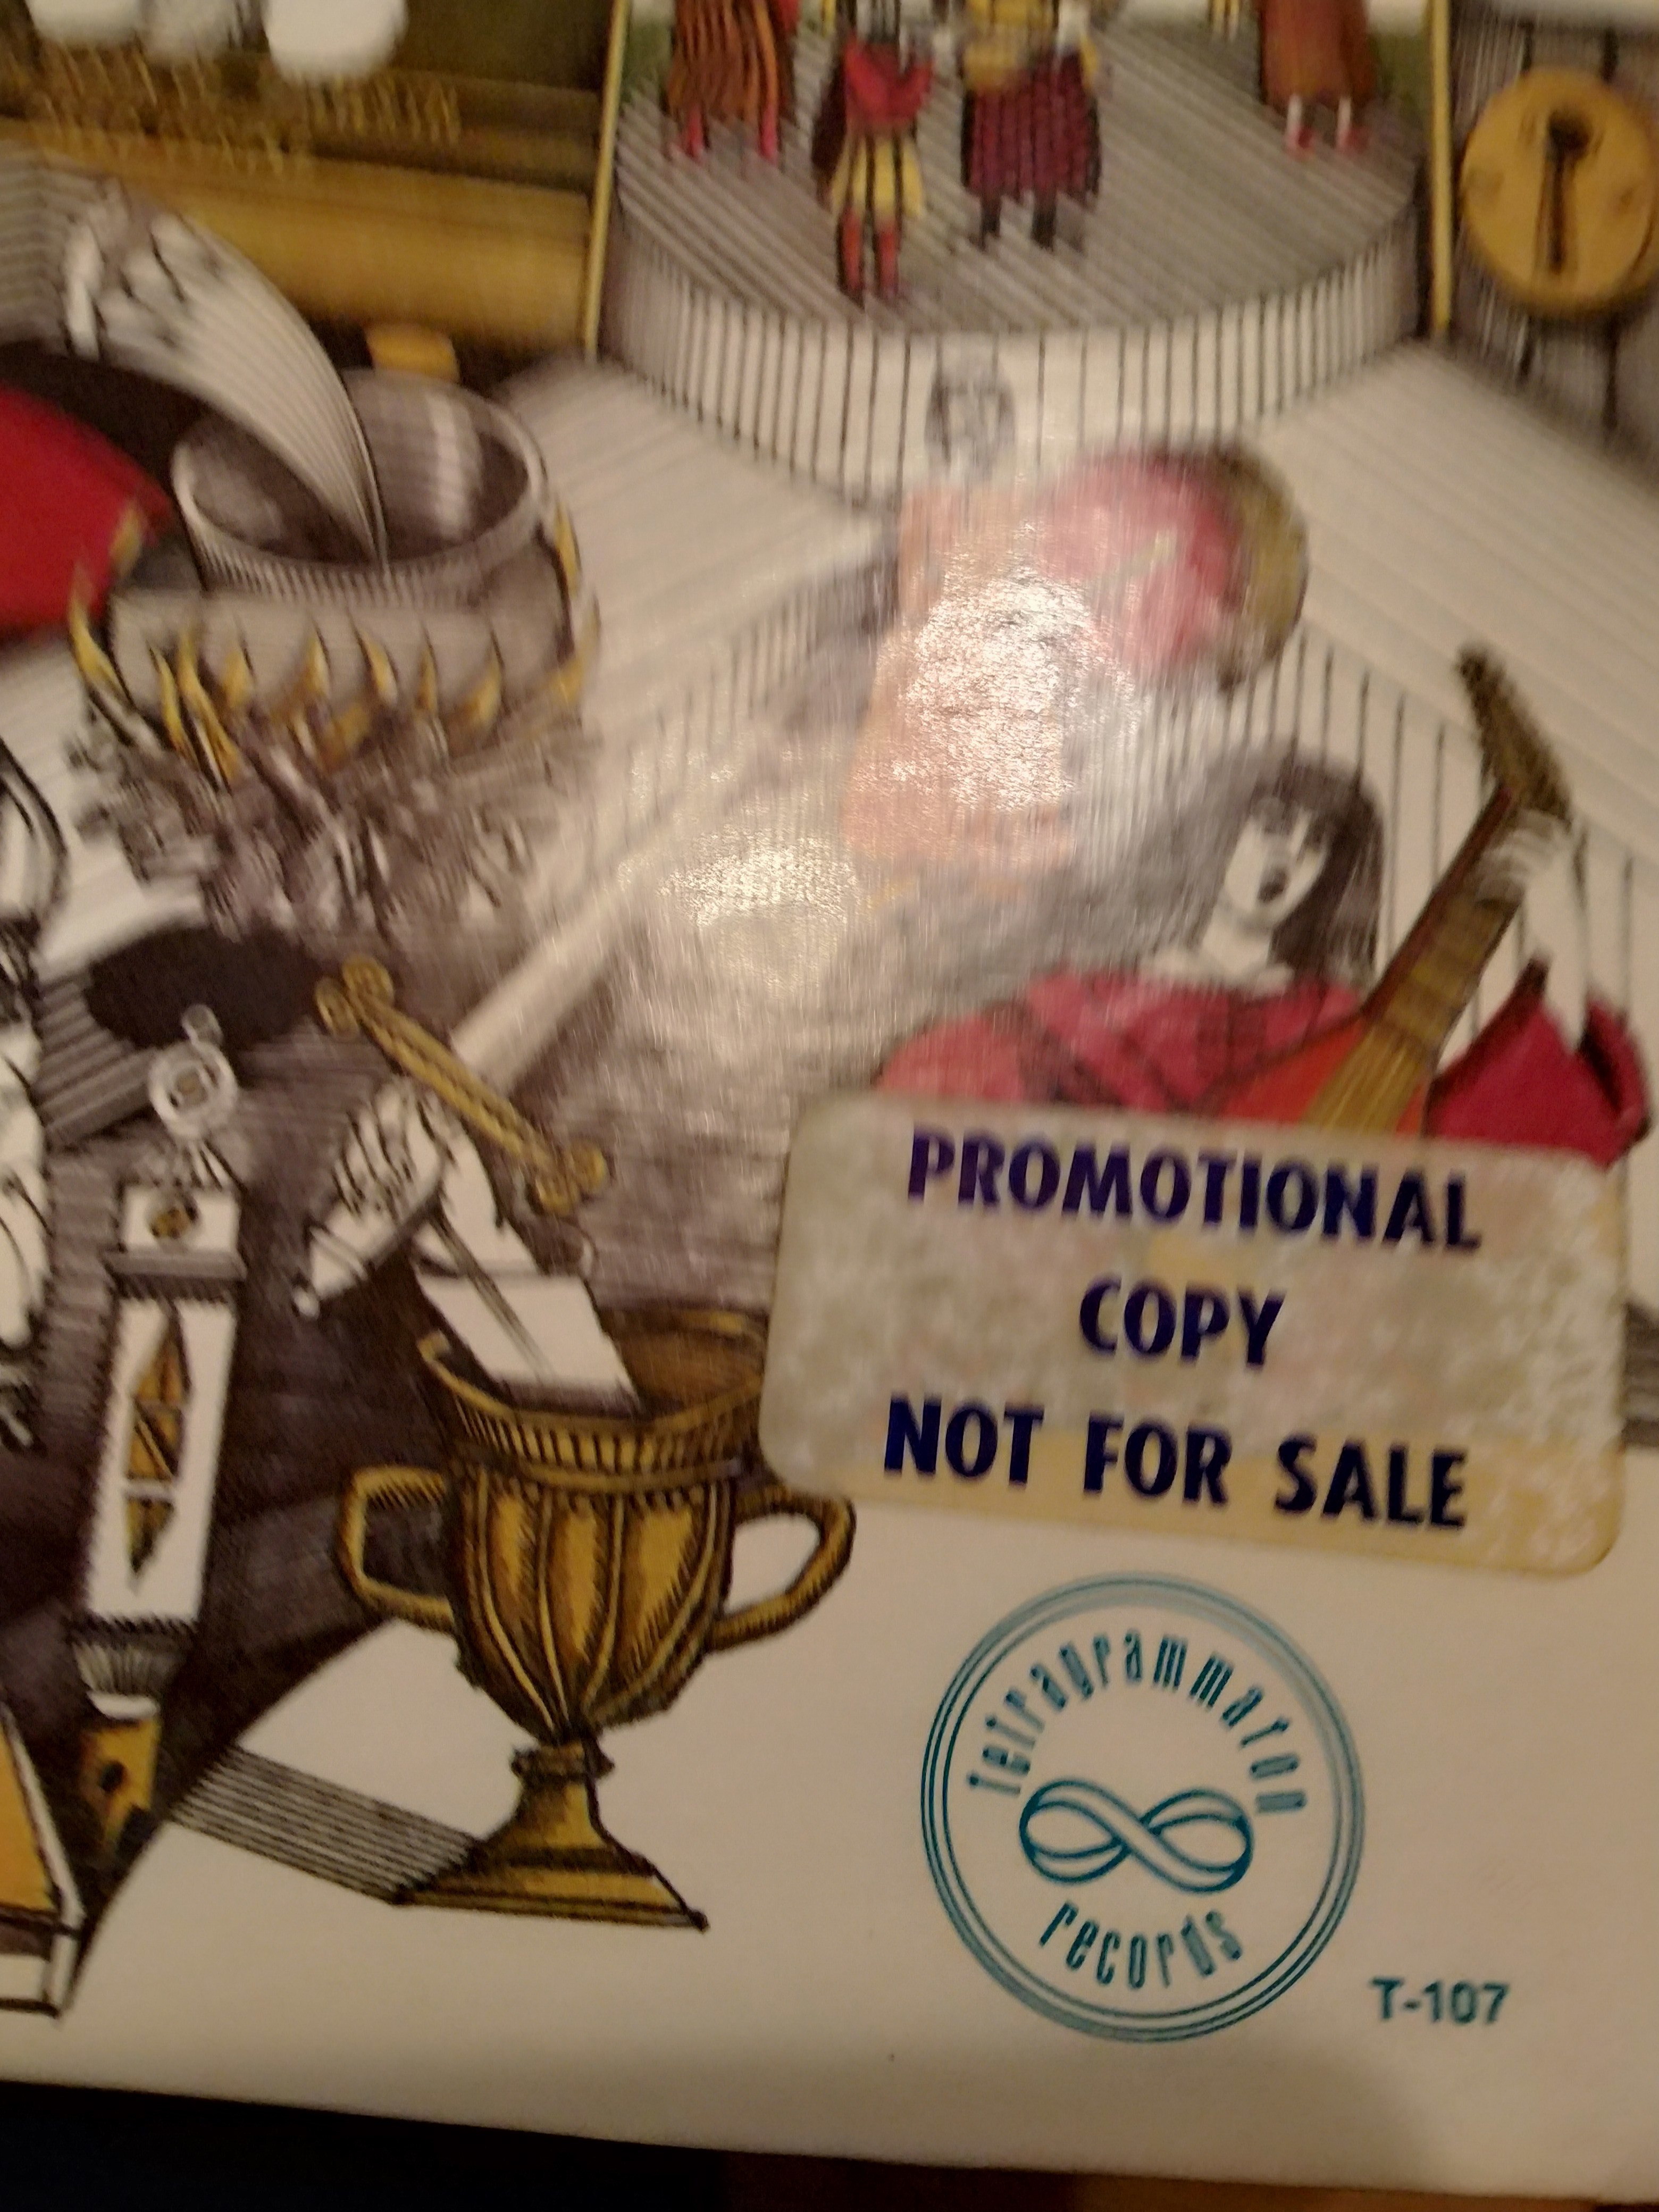 PROMOTIONAL
COPY
NOT FOR SALE
Tetragrammaton
records
T-107